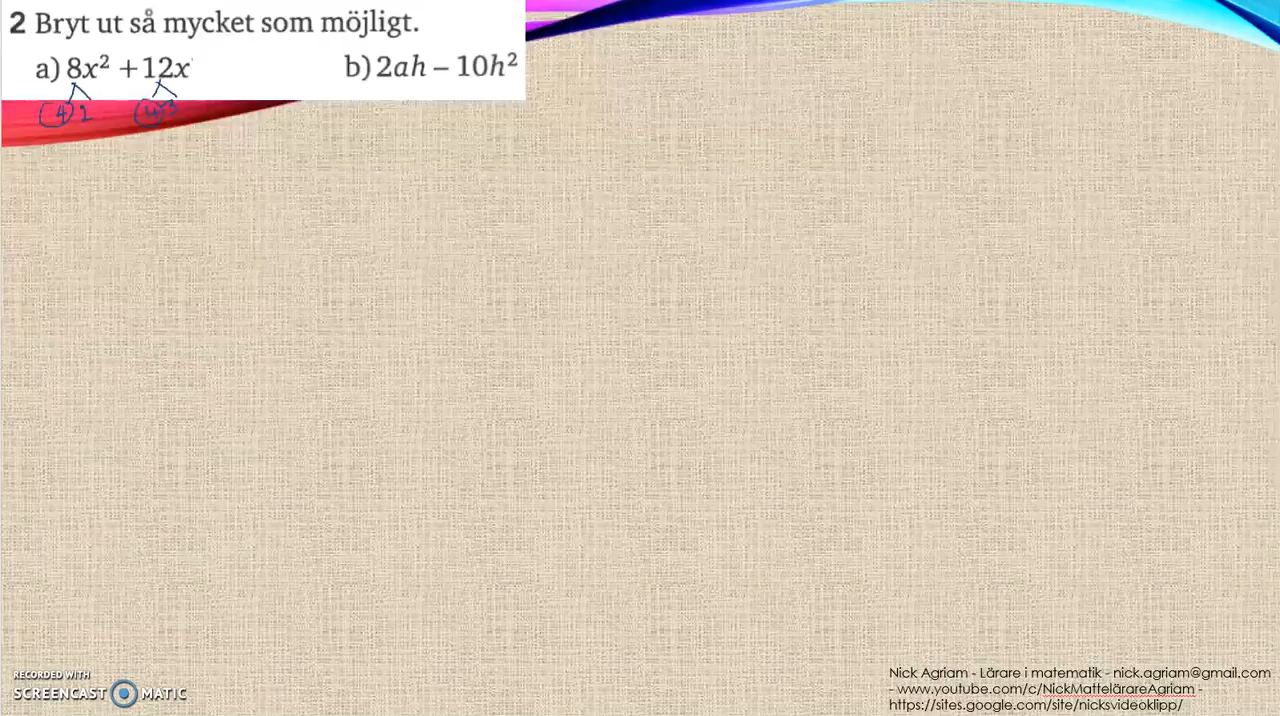 2 Bryt ut så mycket som möjligt.
a) 8x² + 12x b) 2ah – 10h²
4 2 4 3
RECORDED WITH
SCREENCAST MATIC
Nick Agriam - Lärare i matematik - nick.agriam@gmail.com
- www.youtube.com/c/NickMattelärareAgriam -
https://sites.google.com/site/nicksvideoklipp/